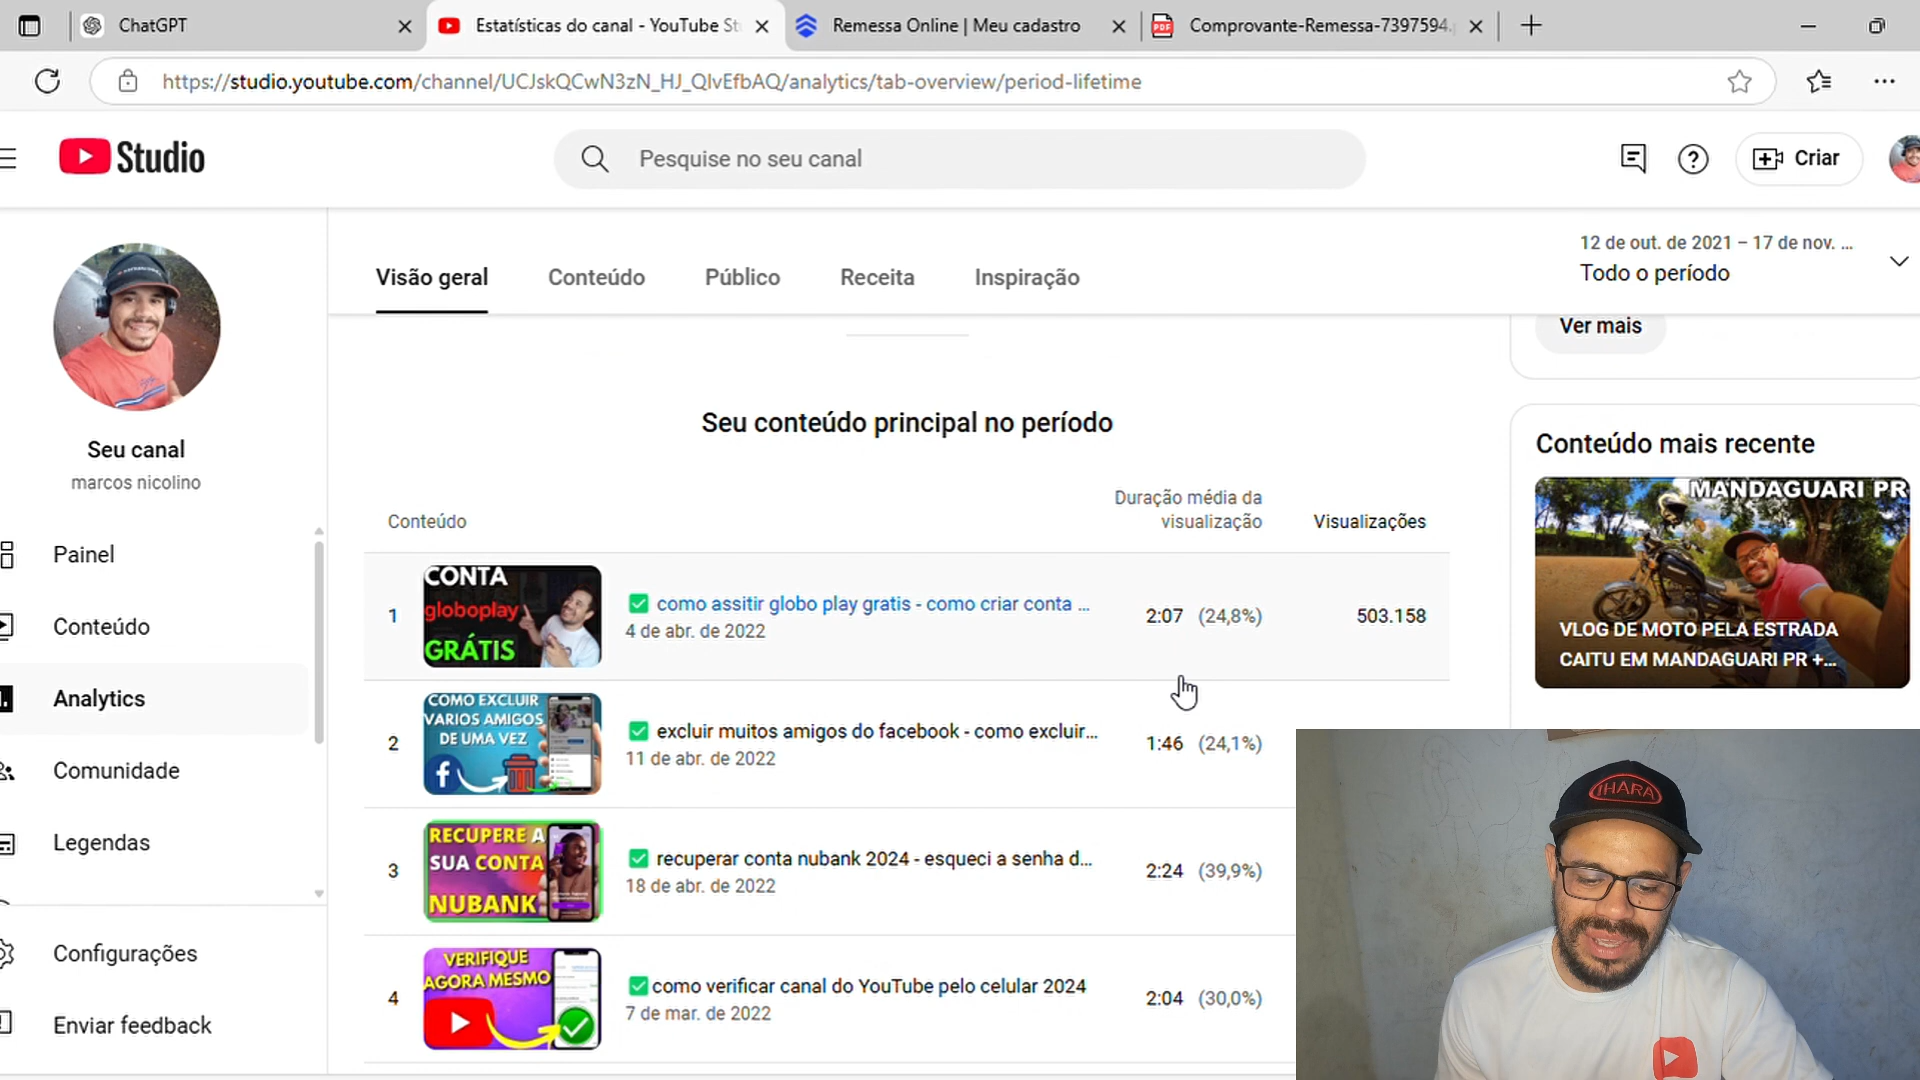 ChatGPT
Estatísticas do canal - YouTube St
Remessa Online | Meu cadastro
Comprovante-Remessa-7397594.
https://studio.youtube.com/channel/UCJskQCwN3zN_HJ_QlvEfbAQ/analytics/tab-overview/period-lifetime
Studio
Pesquise no seu canal
Criar
Seu canal
marcos nicolino
Painel
Conteúdo
Analytics
Comunidade
Legendas
Configurações
Enviar feedback
Visão geral
Conteúdo
Público
Receita
Inspiração
12 de out. de 2021 – 17 de nov. ...
Todo o período
Ver mais
Seu conteúdo principal no período
Conteúdo
Duração média da
visualização
Visualizações
1
CONTA
globoplay
GRÁTIS
✅ como assitir globo play gratis - como criar conta ...
4 de abr. de 2022
2:07 (24,8%)
503.158
2
COMO EXCLUIR
VARIOS AMIGOS
DE UMA VEZ
✅ excluir muitos amigos do facebook - como excluir...
11 de abr. de 2022
1:46 (24,1%)
3
RECUPERE A
SUA CONTA
NUBANK
✅ recuperar conta nubank 2024 - esqueci a senha d...
18 de abr. de 2022
2:24 (39,9%)
4
VERIFIQUE
AGORA MESMO
✅como verificar canal do YouTube pelo celular 2024
7 de mar. de 2022
2:04 (30,0%)
Conteúdo mais recente
MANDAGUARI PR
VLOG DE MOTO PELA ESTRADA
CAITU EM MANDAGUARI PR +...
IHARA